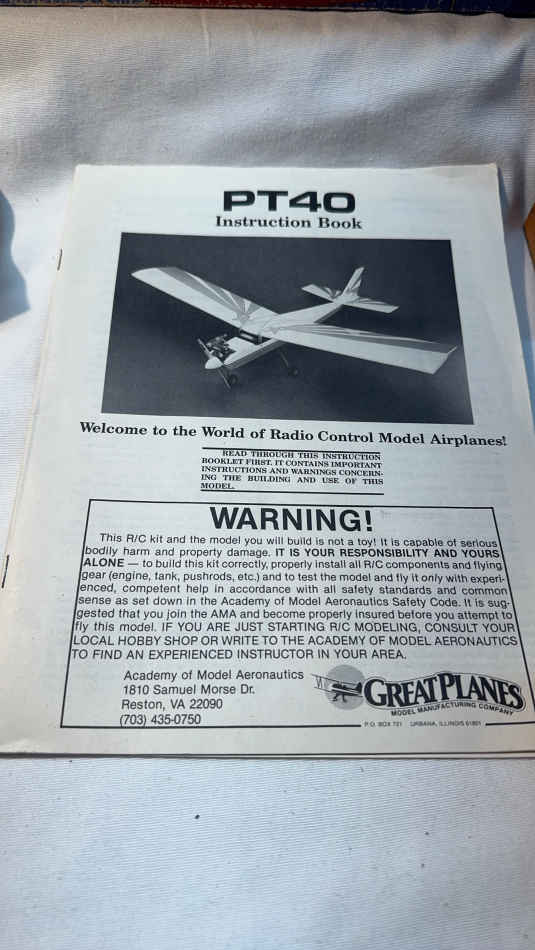 PT40
Instruction Book
Welcome to the World of Radio Control Model Airplanes!
READ THROUGH THIS INSTRUCTION
BOOKLET FIRST. IT CONTAINS IMPORTANT
INSTRUCTIONS AND WARNINGS CONCERN-
ING THE BUILDING AND USE OF THIS
MODEL.
WARNING!
This R/C kit and the model you will build is not a toy! It is capable of serious
bodily harm and property damage. IT IS YOUR RESPONSIBILITY AND YOURS
ALONE — to build this kit correctly, properly install all R/C components and flying
gear (engine, tank, pushrods, etc.) and to test the model and fly it only with experi-
enced, competent help in accordance with all safety standards and common
sense as set down in the Academy of Model Aeronautics Safety Code. It is sug-
gested that you join the AMA and become properly insured before you attempt to
fly this model. IF YOU ARE JUST STARTING R/C MODELING, CONSULT YOUR
LOCAL HOBBY SHOP OR WRITE TO THE ACADEMY OF MODEL AERONAUTICS
TO FIND AN EXPERIENCED INSTRUCTOR IN YOUR AREA.
Academy of Model Aeronautics
1810 Samuel Morse Dr.
Reston, VA 22090
(703) 435-0750
GREAT PLANES
MODEL MANUFACTURING COMPANY
P.O. BOX 721 URBANA, ILLINOIS 61801